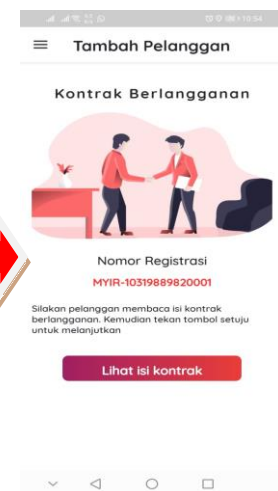 Tambah Pelanggan
Kontrak Berlangganan
Nomor Registrasi
MYIR-10319889820001
Silakan pelanggan membaca isi kontrak
berlangganan. Kemudian tekan tombol setuju
untuk melanjutkan
Lihat isi kontrak